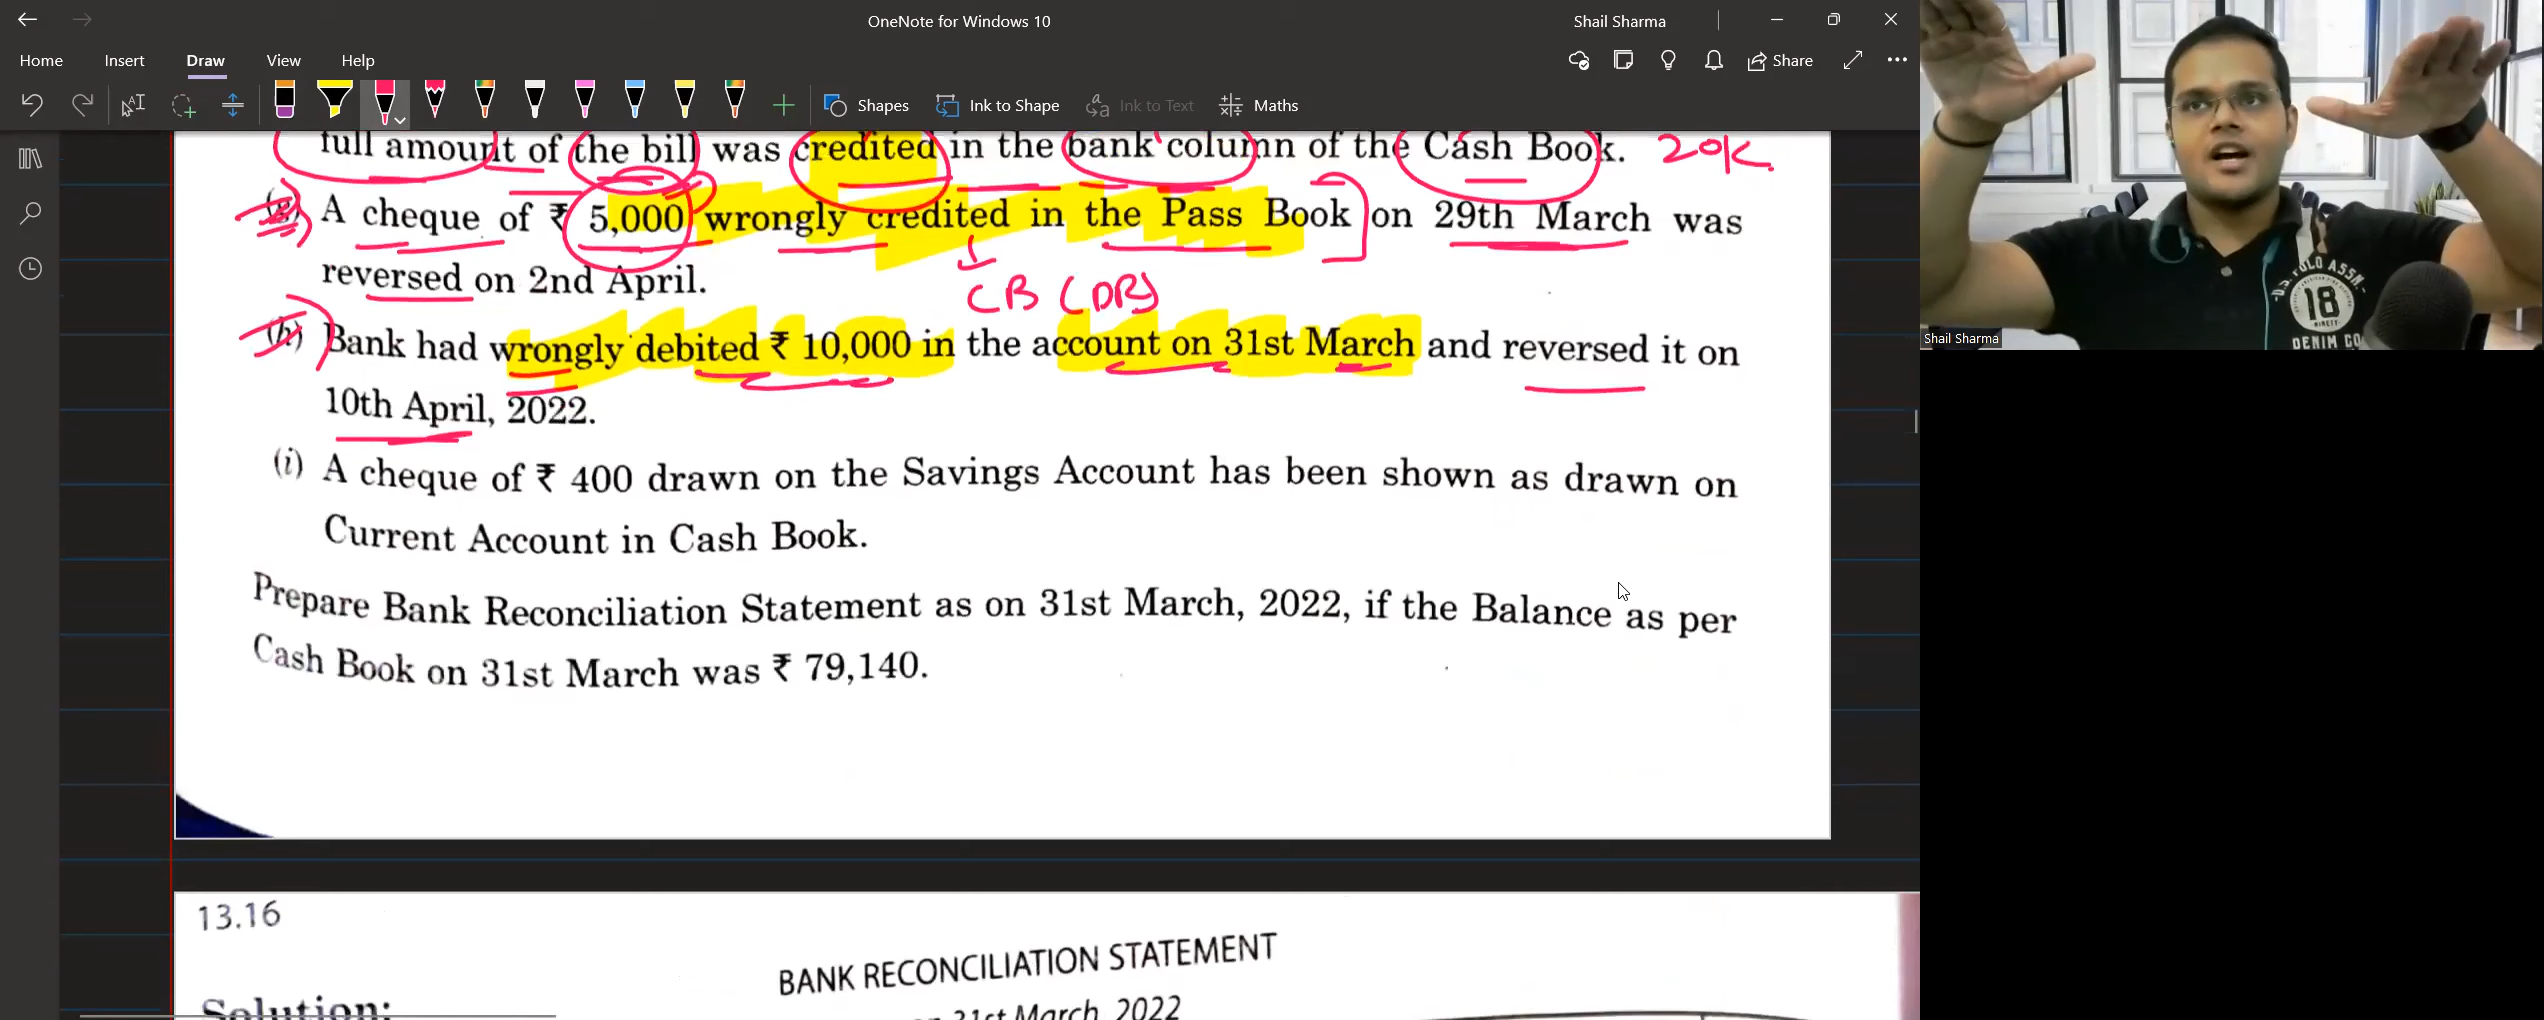 OneNote for Windows 10
Shail Sharma
Home Insert Draw View Help
Share
Shapes
Ink to Shape
Ink to Text
Maths
full amount of the bill was credited in the bank column of the Cash Book. 20K.
(g) A cheque of ₹ 5,000 wrongly credited in the Pass Book on 29th March was
reversed on 2nd April.
CB (DR)
(h) Bank had wrongly debited ₹ 10,000 in the account on 31st March and reversed it on
10th April, 2022.
(i) A cheque of ₹ 400 drawn on the Savings Account has been shown as drawn on
Current Account in Cash Book.
Prepare Bank Reconciliation Statement as on 31st March, 2022, if the Balance as per
Cash Book on 31st March was ₹ 79,140.
13.16
BANK RECONCILIATION STATEMENT
Solution:
31st March, 2022
Shail Sharma
POLO ASSN.
18
DENIM CO